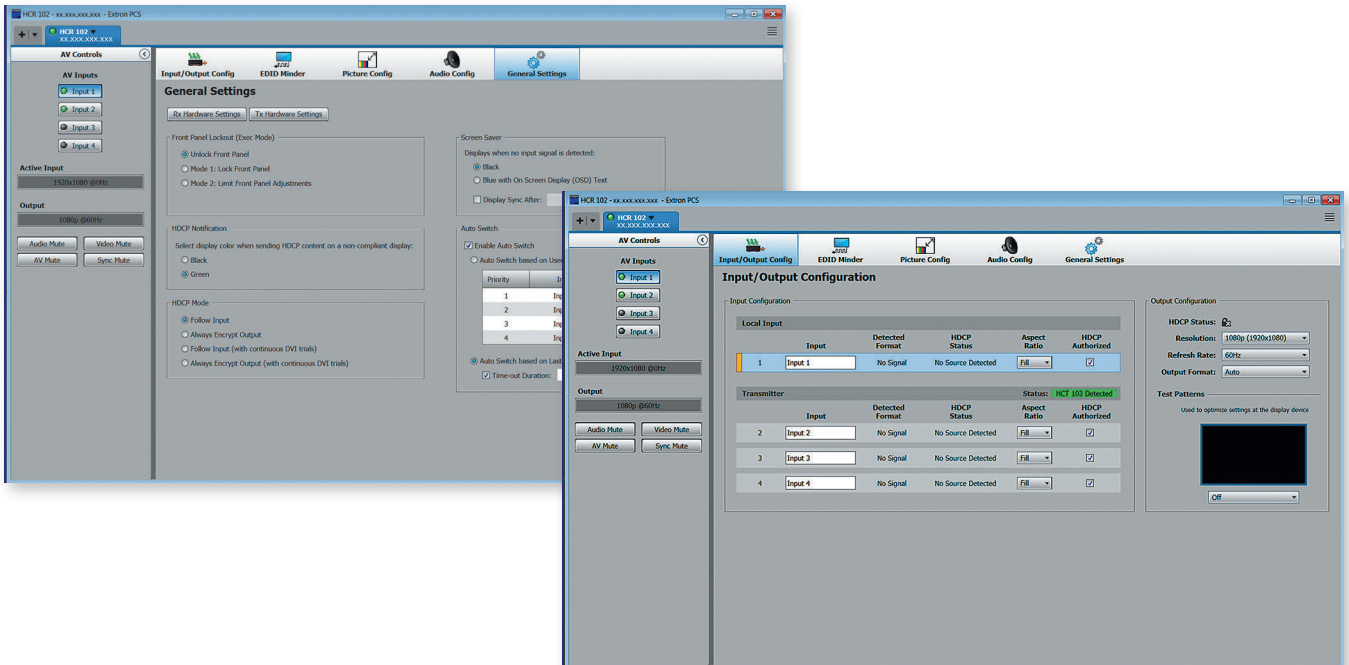 HCR 102 - xx.xxx.xxx.xxx - Extron PCS
HCR 102
xx.xxx.xxx.xxx
AV Controls
AV Inputs
Input 1
Input 2
Input 3
Input 4
Active Input
1920x1080 @0Hz
Output
1080p @60Hz
Audio Mute Video Mute
AV Mute Sync Mute
Input/Output Config EDID Minder Picture Config Audio Config General Settings
General Settings
Rx Hardware Settings Tx Hardware Settings
Front Panel Lockout (Exec Mode)
Unlock Front Panel
Mode 1: Lock Front Panel
Mode 2: Limit Front Panel Adjustments
HDCP Notification
Select display color when sending HDCP content on a non-compliant display:
Black
Green
HDCP Mode
Follow Input
Always Encrypt Output
Follow Input (with continuous DVI trials)
Always Encrypt Output (with continuous DVI trials)
Screen Saver
Displays when no input signal is detected:
Black
Blue with On Screen Display (OSD) Text
Display Sync After:
Auto Switch
Enable Auto Switch
Auto Switch based on User
Priority
1
2
3
4
Auto Switch based on Last
Time-out Duration:
HCR 102 - xx.xxx.xxx.xxx - Extron PCS
HCR 102
xx.xxx.xxx.xxx
AV Controls
AV Inputs
Input 1
Input 2
Input 3
Input 4
Active Input
1920x1080 @0Hz
Output
1080p @60Hz
Audio Mute Video Mute
AV Mute Sync Mute
Input/Output Config EDID Minder Picture Config Audio Config General Settings
Input/Output Configuration
Input Configuration
Local Input
Input Detected Format HDCP Status Aspect Ratio HDCP Authorized
1 Input 1 No Signal No Source Detected Fill
Transmitter Status: HCT 103 Detected
Input Detected Format HDCP Status Aspect Ratio HDCP Authorized
2 Input 2 No Signal No Source Detected Fill
3 Input 3 No Signal No Source Detected Fill
4 Input 4 No Signal No Source Detected Fill
Output Configuration
HDCP Status:
Resolution: 1080p (1920x1080)
Refresh Rate: 60Hz
Output Format: Auto
Test Patterns
Used to optimize settings at the display device
Off